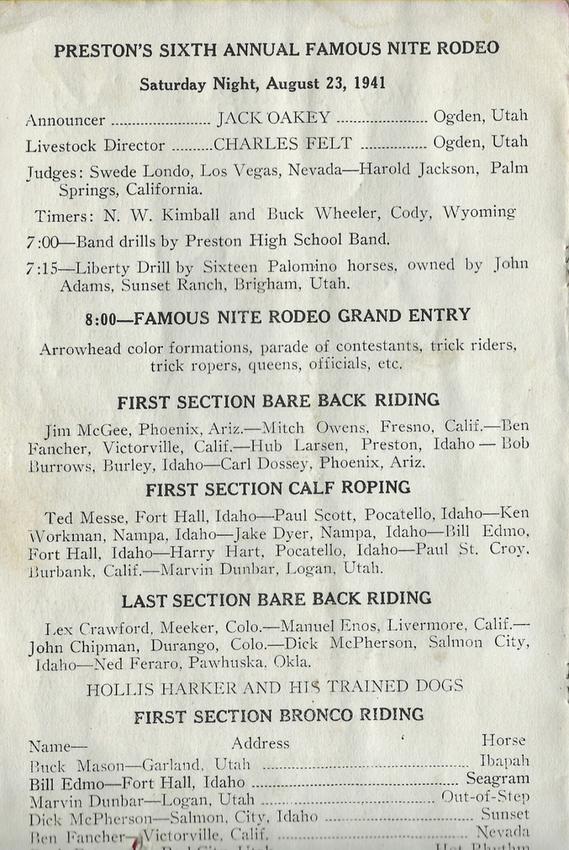 PRESTON'S SIXTH ANNUAL FAMOUS NITE RODEO
Saturday Night, August 23, 1941
Announcer ........................ JACK OAKEY ...................... Ogden, Utah
Livestock Director ..........CHARLES FELT ................ Ogden, Utah
Judges: Swede Londo, Los Vegas, Nevada—Harold Jackson, Palm
Springs, California.
Timers: N. W. Kimball and Buck Wheeler, Cody, Wyoming
7:00—Band drills by Preston High School Band.
7:15—Liberty Drill by Sixteen Palomino horses, owned by John
Adams, Sunset Ranch, Brigham, Utah.
8:00—FAMOUS NITE RODEO GRAND ENTRY
Arrowhead color formations, parade of contestants, trick riders,
trick ropers, queens, officials, etc.
FIRST SECTION BARE BACK RIDING
Jim McGee, Phoenix, Ariz.—Mitch Owens, Fresno, Calif.—Ben
Fancher, Victorville, Calif.—Hub Larsen, Preston, Idaho — Bob
Burrows, Burley, Idaho—Carl Dossey, Phoenix, Ariz.
FIRST SECTION CALF ROPING
Ted Messe, Fort Hall, Idaho—Paul Scott, Pocatello, Idaho—Ken
Workman, Nampa, Idaho—Jake Dyer, Nampa, Idaho—Bill Edmo,
Fort Hall, Idaho—Harry Hart, Pocatello, Idaho—Paul St. Croy,
Burbank, Calif.—Marvin Dunbar, Logan, Utah.
LAST SECTION BARE BACK RIDING
Lex Crawford, Meeker, Colo.—Manuel Enos, Livermore, Calif.—
John Chipman, Durango, Colo.—Dick McPherson, Salmon City,
Idaho—Ned Feraro, Pawhuska, Okla.
HOLLIS HARKER AND HIS TRAINED DOGS
FIRST SECTION BRONCO RIDING
Name— Address Horse
Buck Mason—Garland, Utah .................................... Ibapah
Bill Edmo—Fort Hall, Idaho .................................... Seagram
Marvin Dunbar—Logan, Utah ................................ Out-of-Step
Dick McPherson—Salmon, City, Idaho ........................ Sunset
Ben Fancher—Victorville, Calif. ................................ Nevada
Utah Hot Rhythm